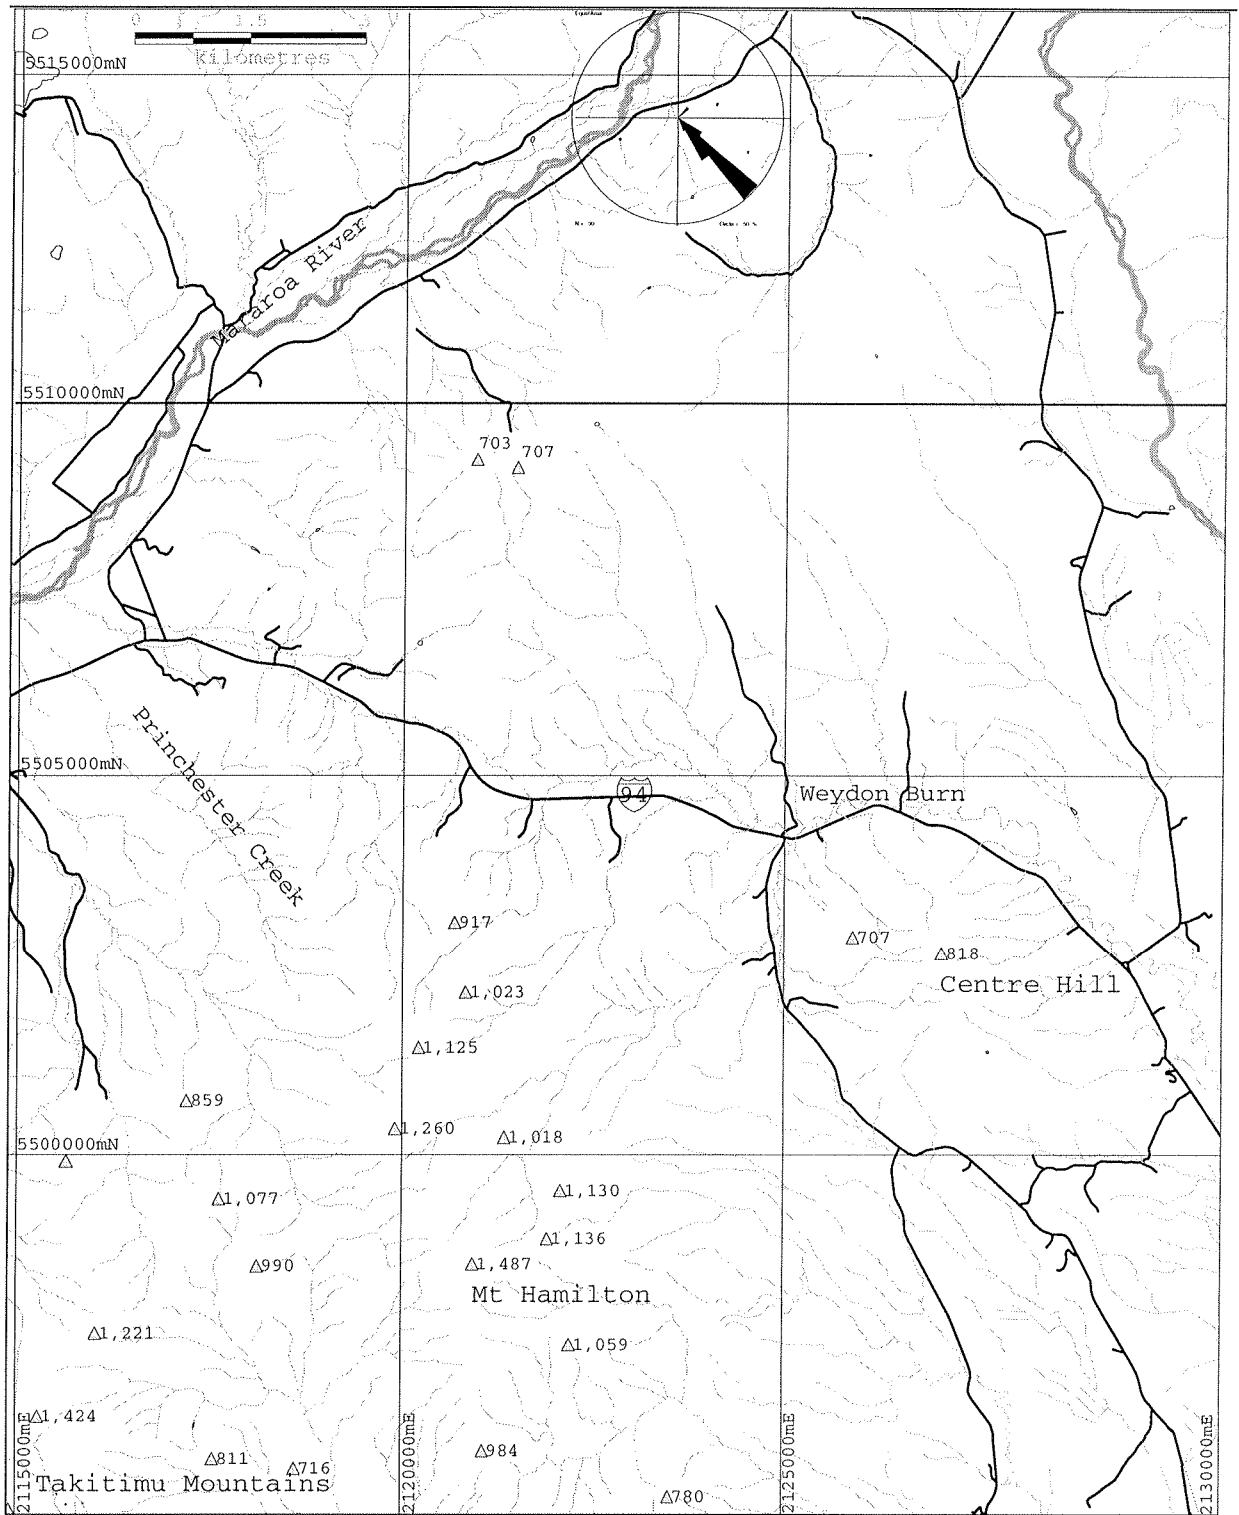 0 1.5 3
kilometres
5515000mN
Mararoa River
5510000mN
703
707
Princhester Creek
5505000mN
94
Weydon Burn
917
707
818
Centre Hill
1,023
1,125
859
1,260
1,018
5500000mN
1,130
1,077
1,136
990
1,487
Mt Hamilton
1,221
1,059
1,424
984
811
716
Takitimu Mountains
780
2115000mE
2120000mE
2125000mE
2130000mE